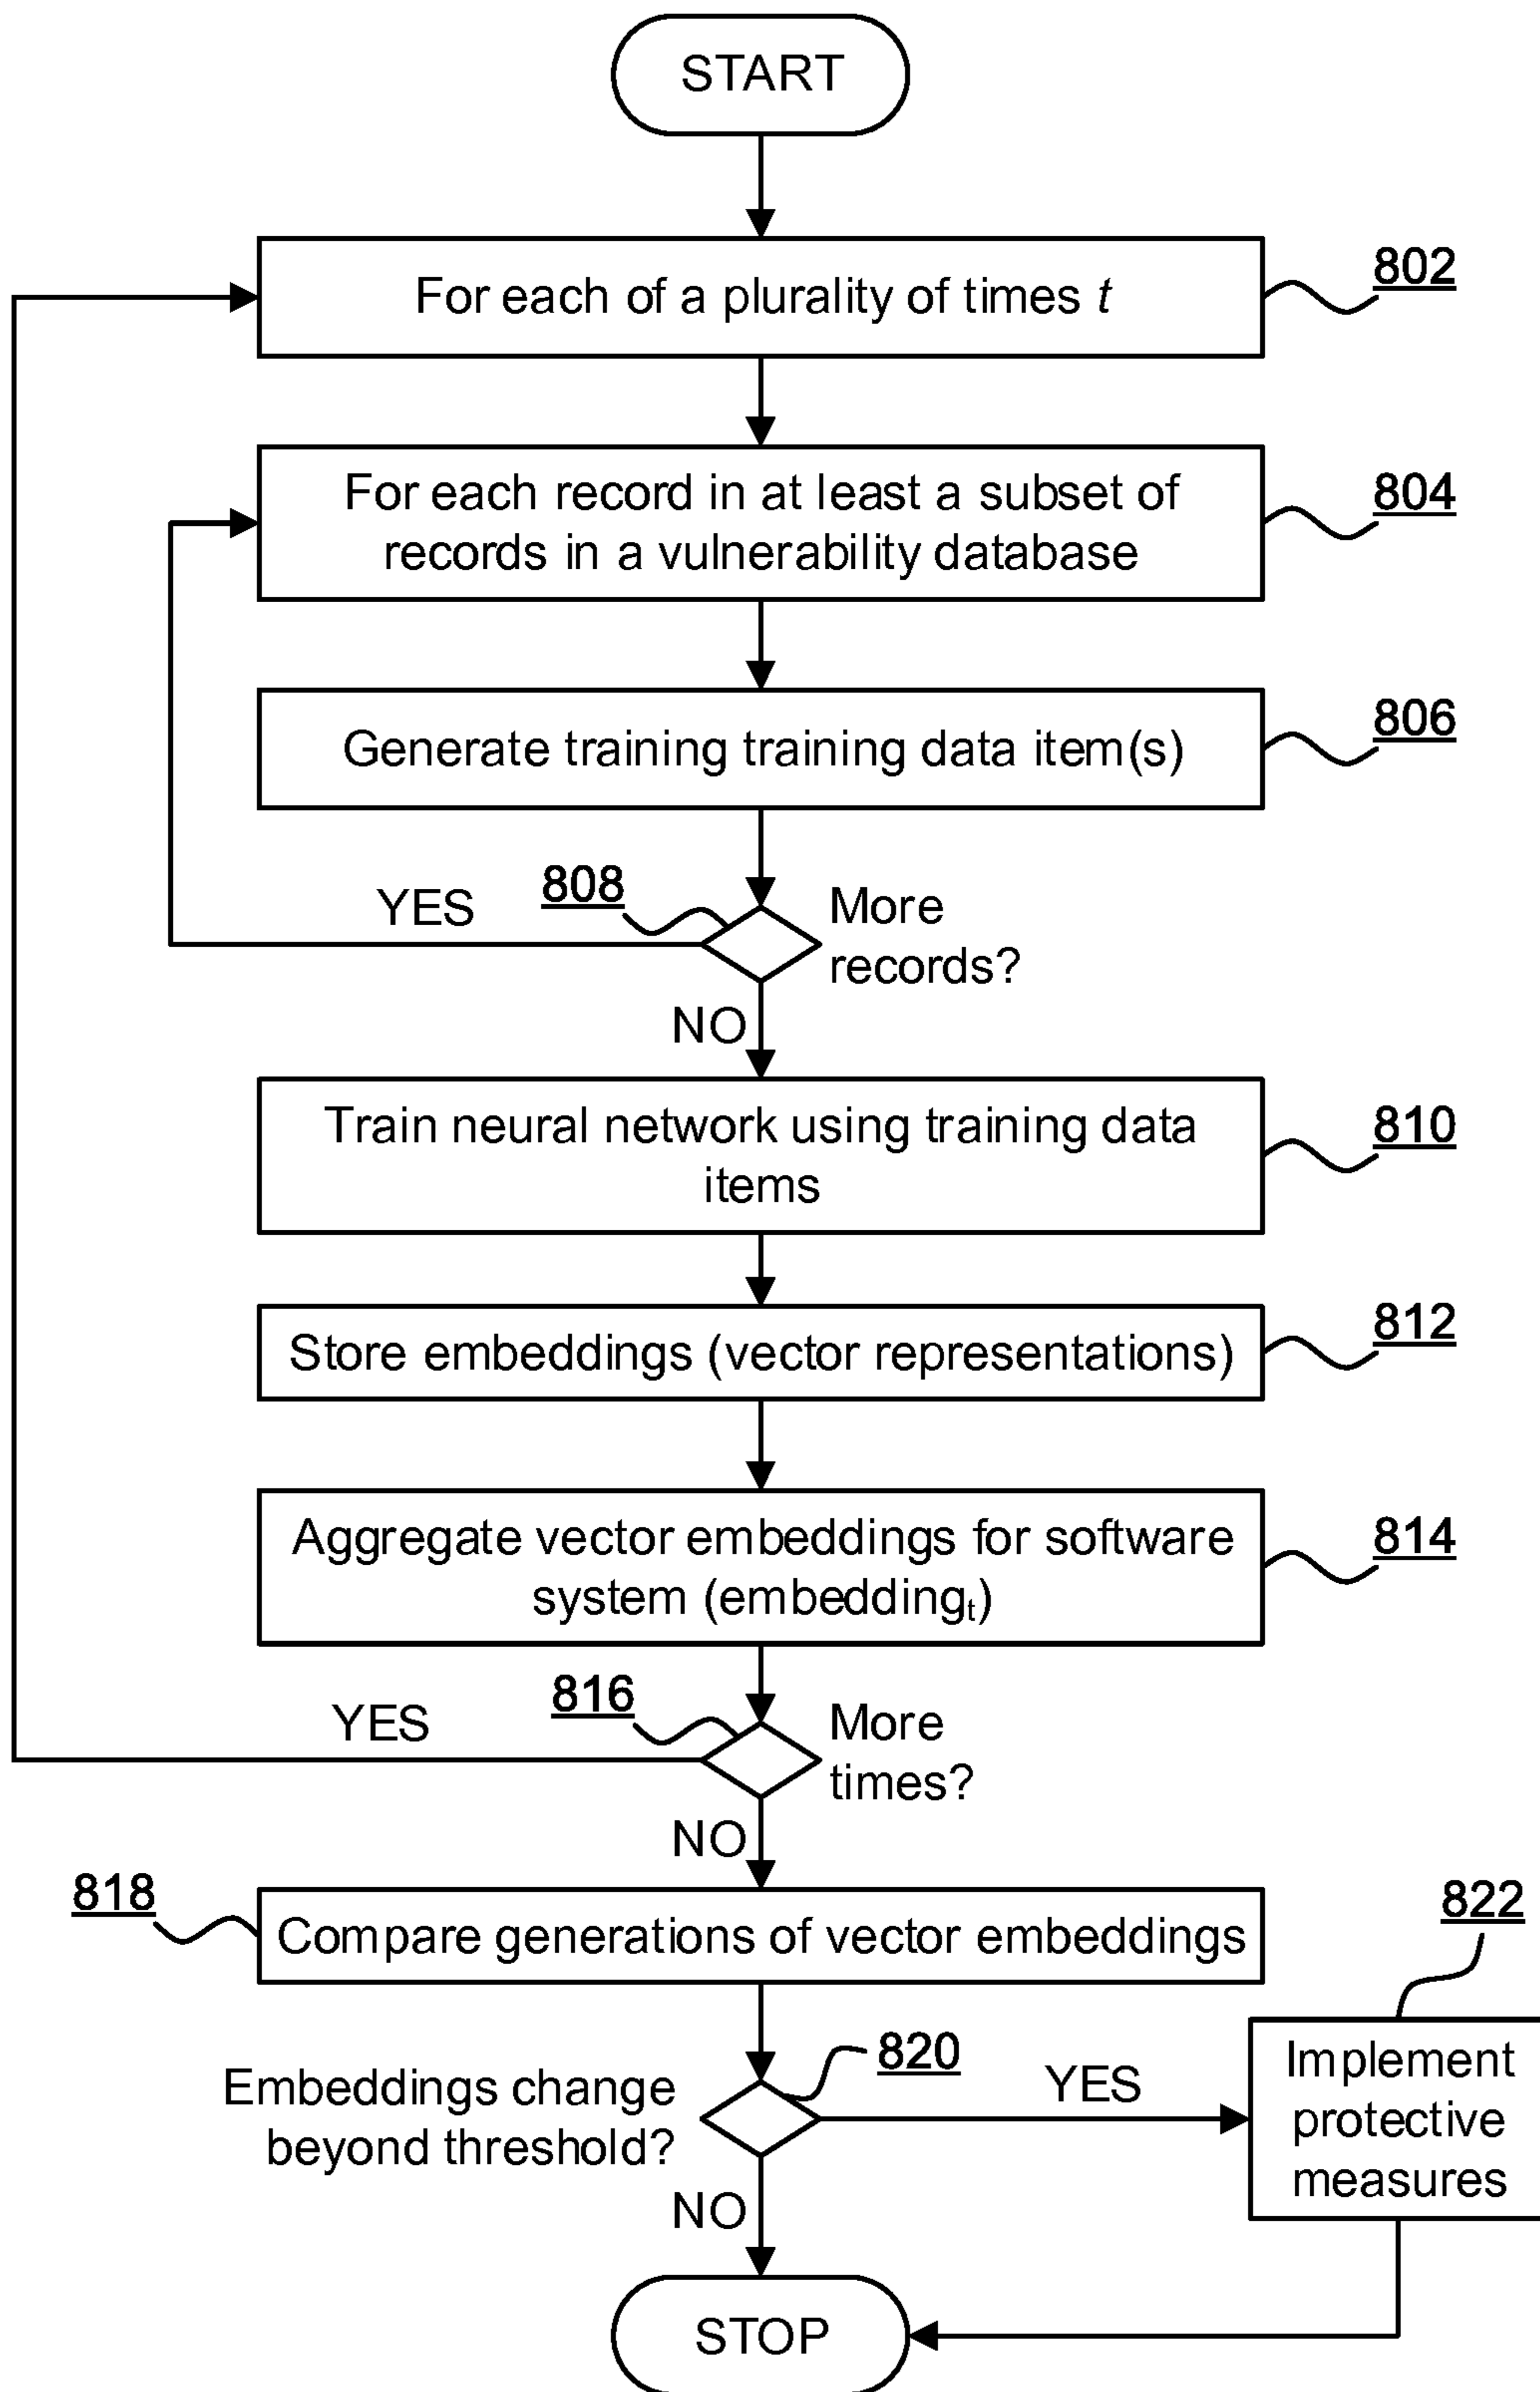 START
For each of a plurality of times t
802
For each record in at least a subset of
records in a vulnerability database
804
Generate training training data item(s)
806
YES
808
More
records?
NO
Train neural network using training data
items
810
Store embeddings (vector representations)
812
Aggregate vector embeddings for software
system (embeddingt)
814
YES
816
More
times?
NO
818
Compare generations of vector embeddings
822
Embeddings change
beyond threshold?
820
YES
Implement
protective
measures
NO
STOP